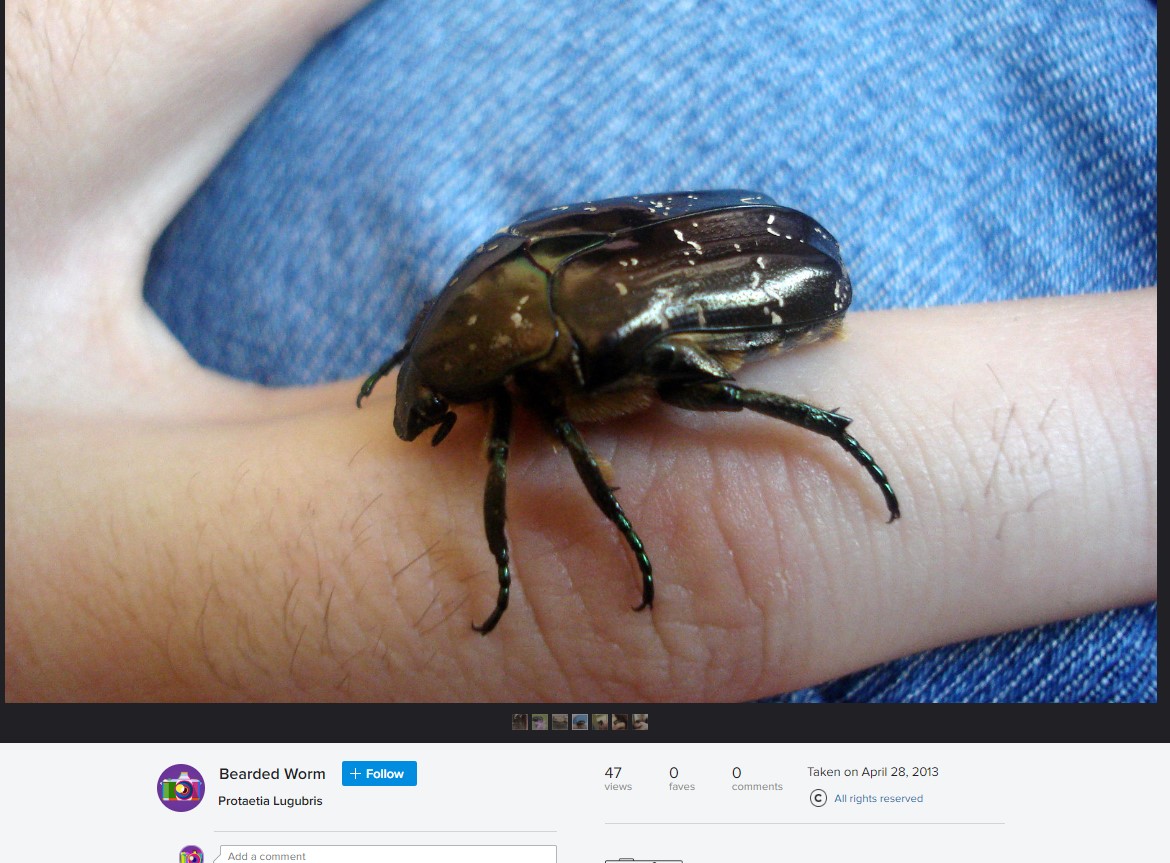 Bearded Worm
+ Follow
Protaetia Lugubris
47
views
0
faves
0
comments
Taken on April 28, 2013
C All rights reserved
Add a comment